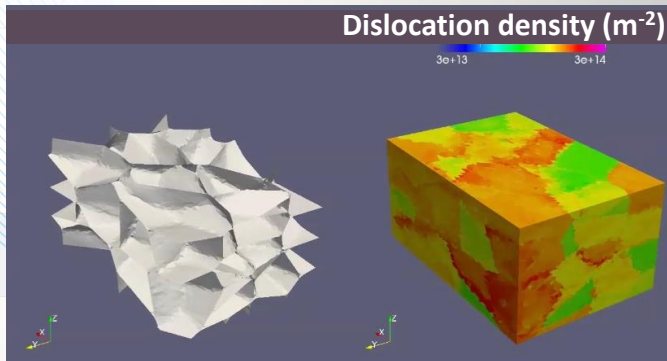 Dislocation density (m⁻²)
3e+13 3e+14
Z
X
Y
Z
X
Y